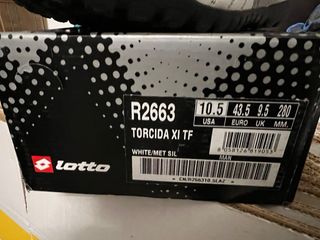 R2663 10.5 43.5 9.5 280
USA EURO UK MM.
TORCIDA XI TF
WHITE/MET SIL
8058126619033
MAN
lotto